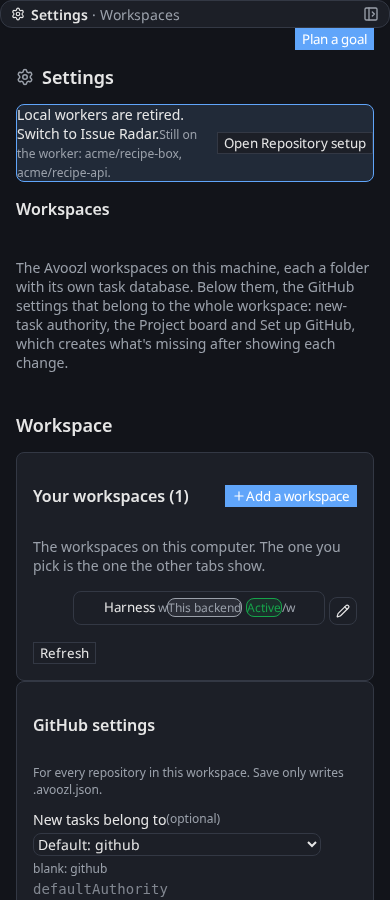 Settings · Workspaces
Plan a goal
Settings
Local workers are retired.
Switch to Issue Radar.Still on
the worker: acme/recipe-box,
acme/recipe-api.
Open Repository setup
Workspaces
The Avoozl workspaces on this machine, each a folder
with its own task database. Below them, the GitHub
settings that belong to the whole workspace: new-
task authority, the Project board and Set up GitHub,
which creates what's missing after showing each
change.
Workspace
Your workspaces (1)
+ Add a workspace
The workspaces on this computer. The one you
pick is the one the other tabs show.
Harness w This backend Active /w
Refresh
GitHub settings
For every repository in this workspace. Save only writes
.avoozl.json.
New tasks belong to(optional)
Default: github
blank: github
defaultAuthority